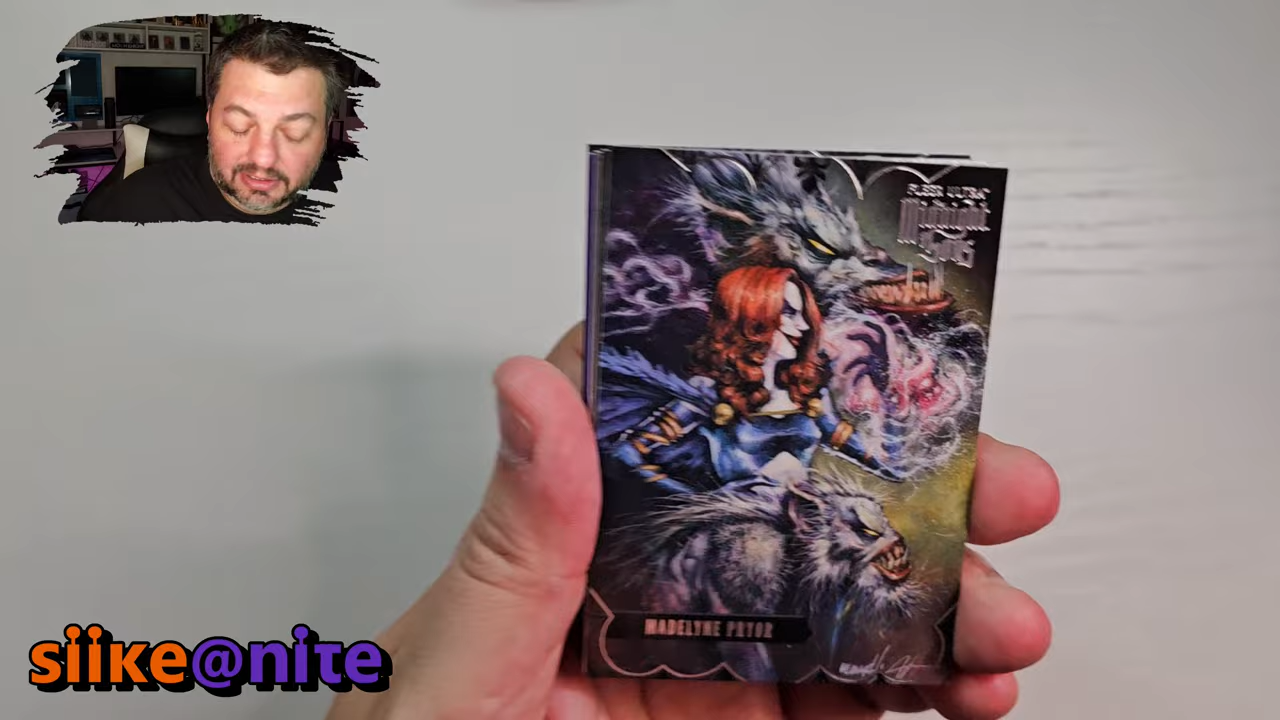 FLEER ULTRA
Midnight
Sons
MADELYNE PRYOR
siike@nite